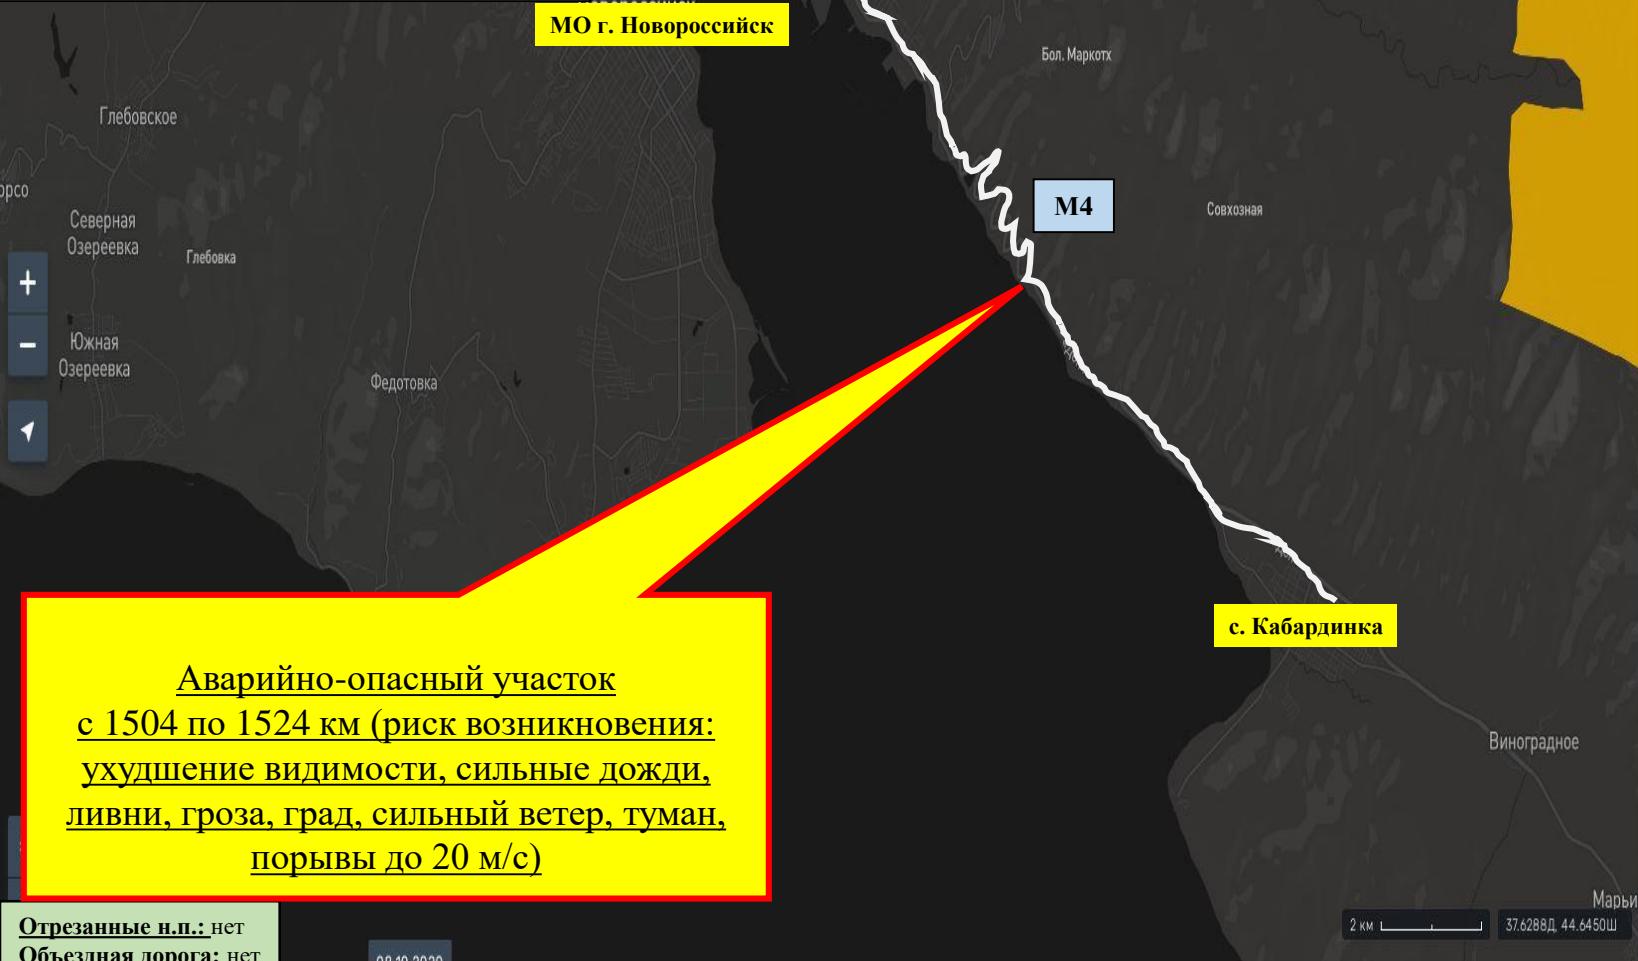 МО г. Новороссийск
Бол. Маркотх
Глебовское
М4
Совхозная
Северная
Озереевка
Глебовка
+
−
Южная
Озереевка
Федотовка
с. Кабардинка
Аварийно-опасный участок
с 1504 по 1524 км (риск возникновения:
ухудшение видимости, сильные дожди,
ливни, гроза, град, сильный ветер, туман,
порывы до 20 м/с)
Виноградное
Марьи
Отрезанные н.п.: нет
Объездная дорога: нет
2 км
37.6288Д, 44.6450Ш